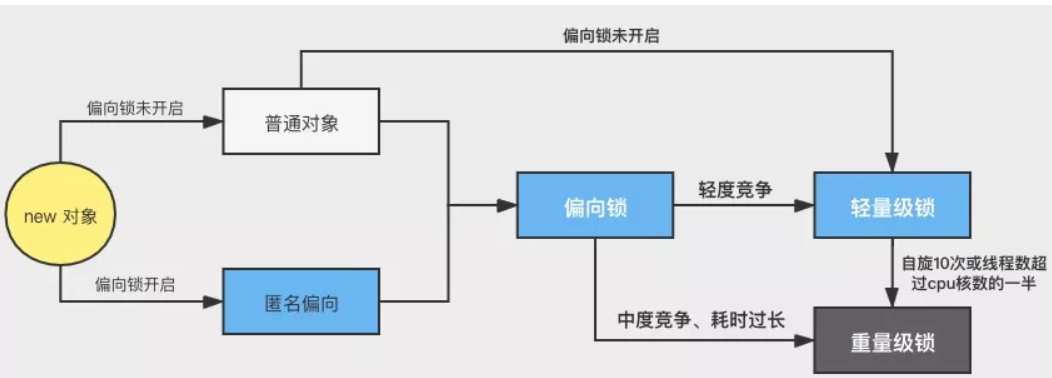 偏向锁未开启
偏向锁未开启
普通对象
new 对象
偏向锁
轻度竞争
轻量级锁
偏向锁开启
匿名偏向
自旋10次或线程数超
过cpu核数的一半
中度竞争、耗时过长
重量级锁